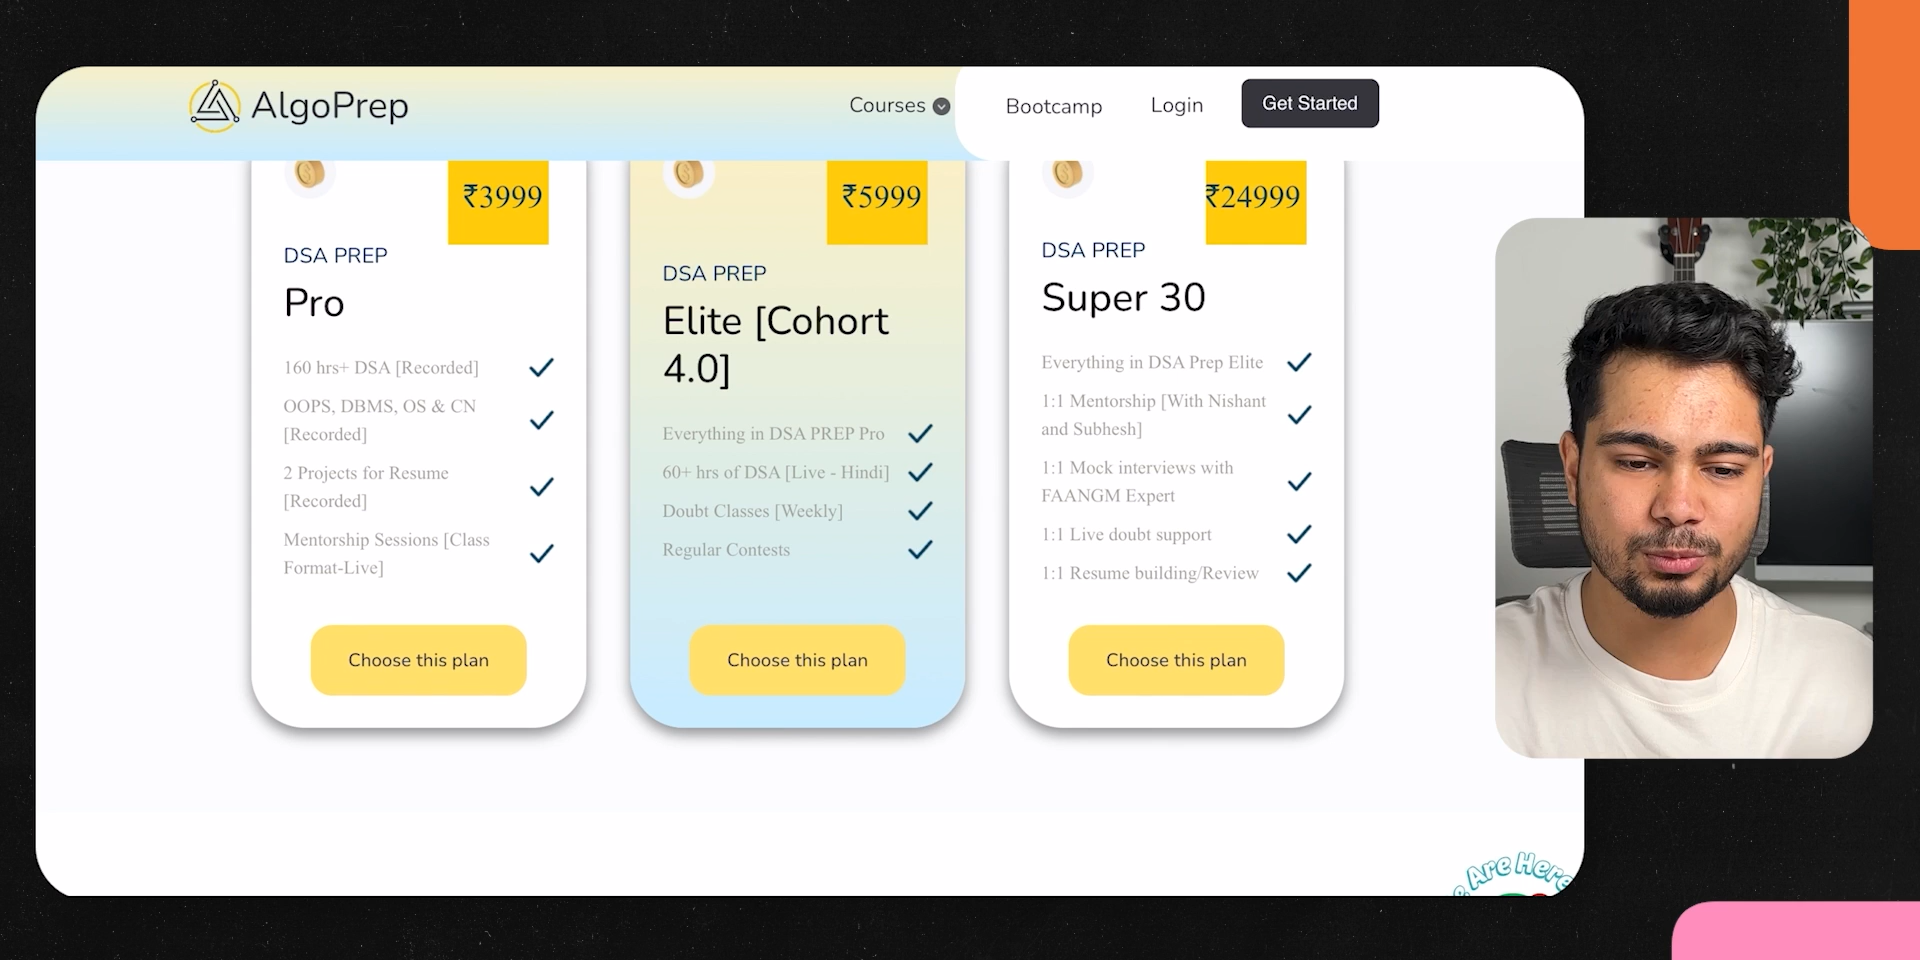 AlgoPrep
Courses
Bootcamp
Login
Get Started
₹3999
DSA PREP
Pro
160 hrs+ DSA [Recorded]
OOPS, DBMS, OS & CN
[Recorded]
2 Projects for Resume
[Recorded]
Mentorship Sessions [Class
Format-Live]
Choose this plan
₹5999
DSA PREP
Elite [Cohort
4.0]
Everything in DSA PREP Pro
60+ hrs of DSA [Live - Hindi]
Doubt Classes [Weekly]
Regular Contests
Choose this plan
₹24999
DSA PREP
Super 30
Everything in DSA Prep Elite
1:1 Mentorship [With Nishant
and Subhesh]
1:1 Mock interviews with
FAANGM Expert
1:1 Live doubt support
1:1 Resume building/Review
Choose this plan
Are Here